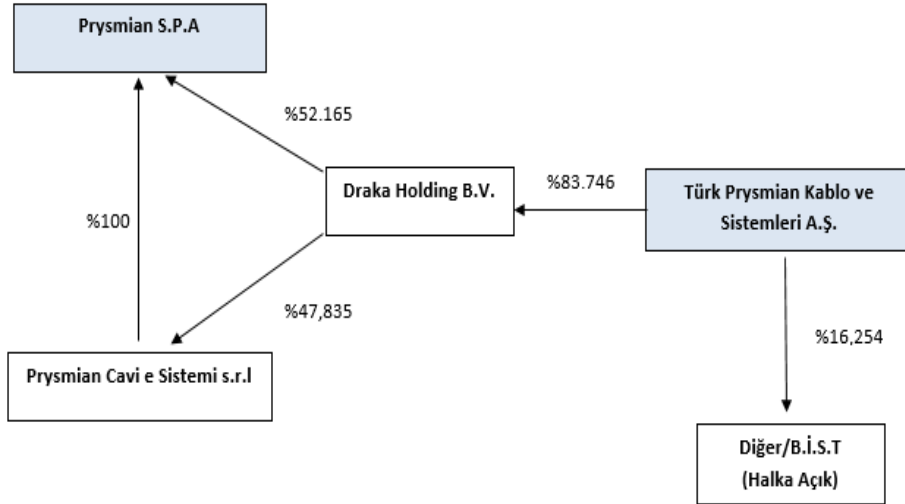 Prysmian S.P.A
%52.165
Draka Holding B.V.
%83.746
Türk Prysmian Kablo ve
Sistemleri A.Ş.
%100
%47,835
%16,254
Prysmian Cavi e Sistemi s.r.l
Diğer/B.İ.S.T
(Halka Açık)